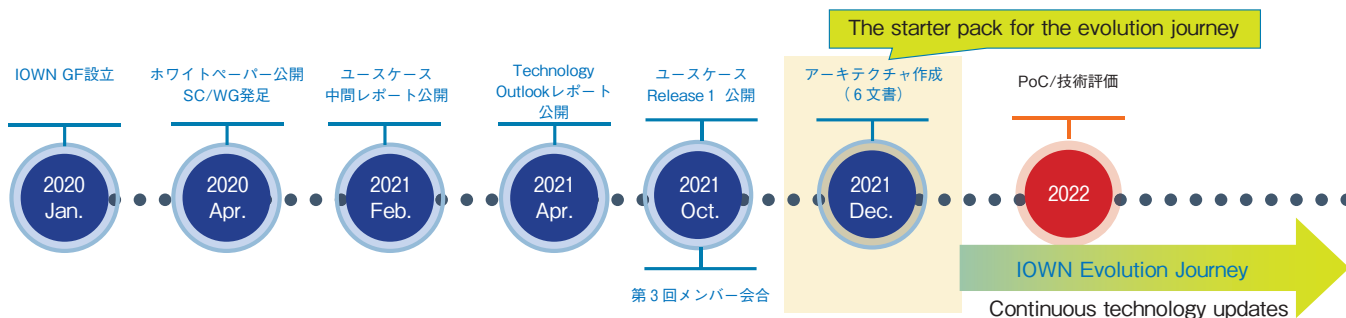 The starter pack for the evolution journey
IOWN GF設立
ホワイトペーパー公開
SC/WG発足
ユースケース
中間レポート公開
Technology
Outlookレポート
公開
ユースケース
Release 1 公開
アーキテクチャ作成
（6文書）
PoC/技術評価
2020
Jan.
2020
Apr.
2021
Feb.
2021
Apr.
2021
Oct.
2021
Dec.
2022
第3回メンバー会合
IOWN Evolution Journey
Continuous technology updates